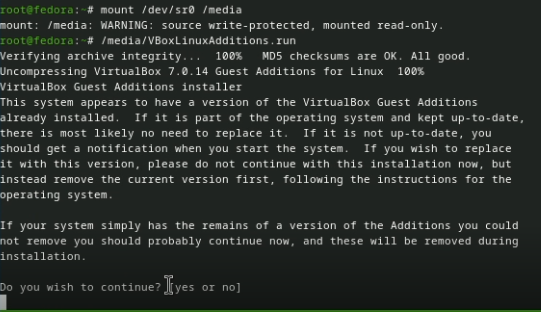 root@fedora:~# mount /dev/sr0 /media
mount: /media: WARNING: source write-protected, mounted read-only.
root@fedora:~# /media/VBoxLinuxAdditions.run
Verifying archive integrity...  100%   MD5 checksums are OK. All good.
Uncompressing VirtualBox 7.0.14 Guest Additions for Linux  100%
VirtualBox Guest Additions installer
This system appears to have a version of the VirtualBox Guest Additions
already installed.  If it is part of the operating system and kept up-to-date,
there is most likely no need to replace it.  If it is not up-to-date, you
should get a notification when you start the system.  If you wish to replace
it with this version, please do not continue with this installation now, but
instead remove the current version first, following the instructions for the
operating system.

If your system simply has the remains of a version of the Additions you could
not remove you should probably continue now, and these will be removed during
installation.

Do you wish to continue? [yes or no]